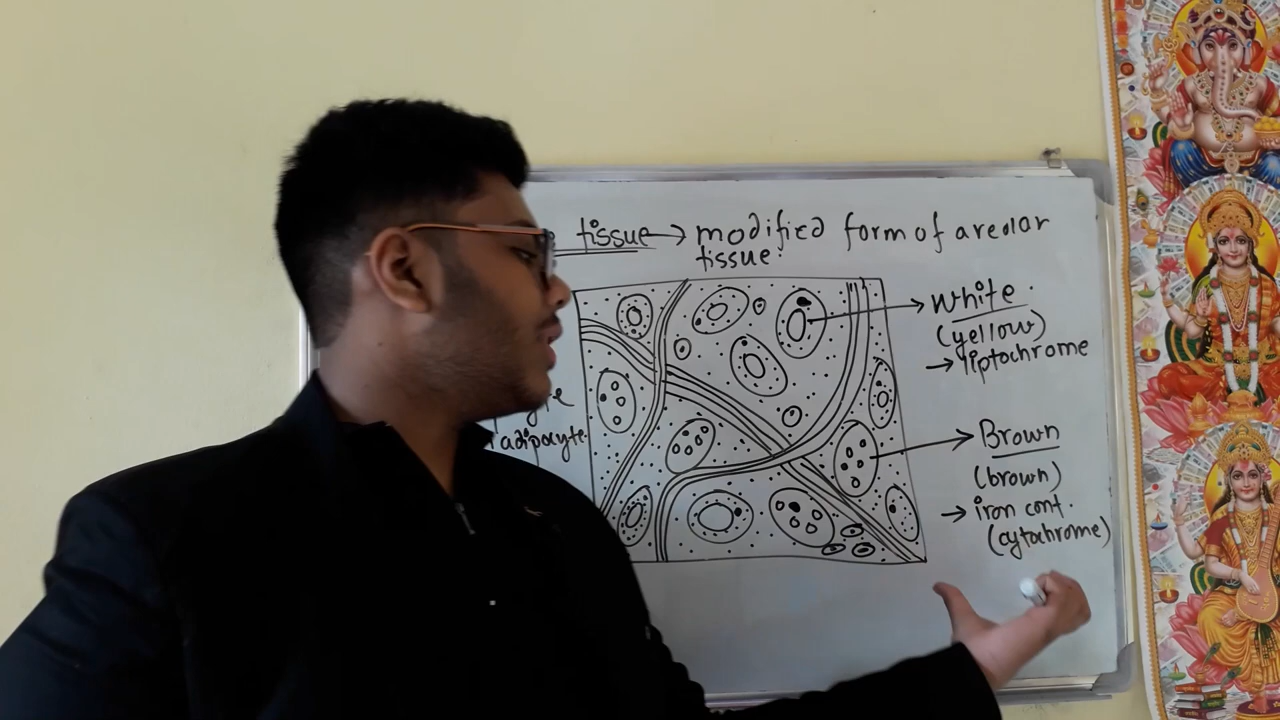 tissue → modified form of areolar
tissue.
White
(yellow)
→ liptochrome
adipocyte
Brown
(brown)
→ iron cont.
(cytochrome)